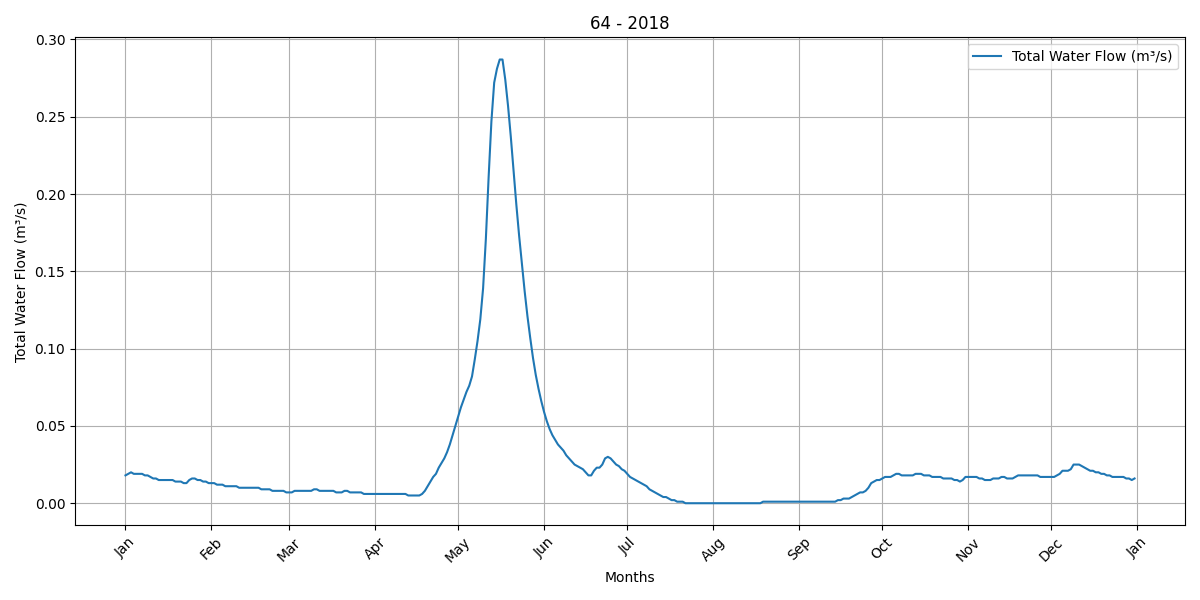 64 - 2018
Total Water Flow (m³/s)
0.30
0.25
0.20
0.15
0.10
0.05
0.00
Total Water Flow (m³/s)
Jan Feb Mar Apr May Jun Jul Aug Sep Oct Nov Dec Jan
Months